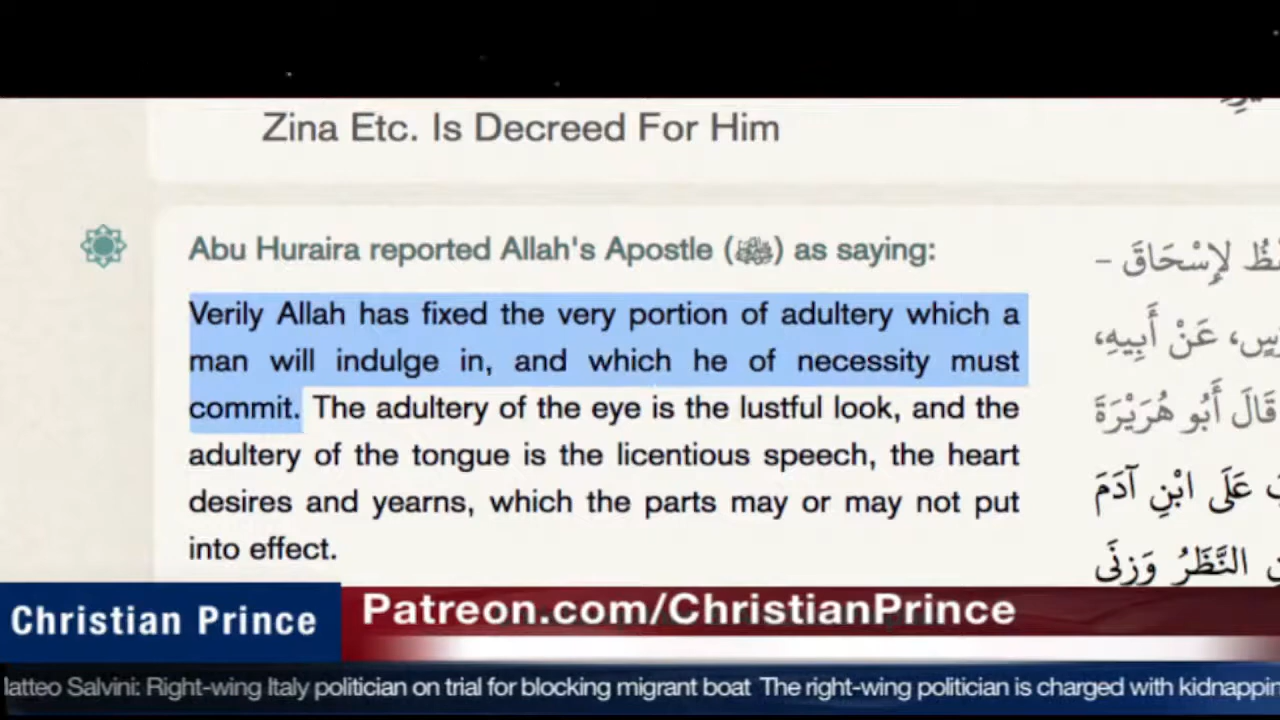 Zina Etc. Is Decreed For Him
Abu Huraira reported Allah's Apostle (ﷺ) as saying:
Verily Allah has fixed the very portion of adultery which a
man will indulge in, and which he of necessity must
commit. The adultery of the eye is the lustful look, and the
adultery of the tongue is the licentious speech, the heart
desires and yearns, which the parts may or may not put
into effect.
لإِسْحَاقَ -
عَنْ أَبِيهِ،
قَالَ أَبُو هُرَيْرَةَ
عَلَى ابْنِ آدَمَ
النَّظَرُ وَزِنَى
Christian Prince
Patreon.com/ChristianPrince
atteo Salvini: Right-wing Italy politician on trial for blocking migrant boat The right-wing politician is charged with kidnappin